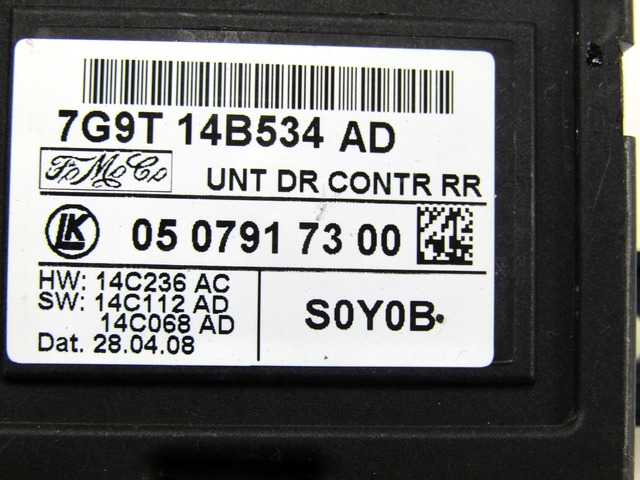 7G9T 14B534 AD
FoMoCo
UNT DR CONTR RR
LK
05 0791 73 00
HW: 14C236 AC
SW: 14C112 AD
14C068 AD
Dat. 28.04.08
S0Y0B